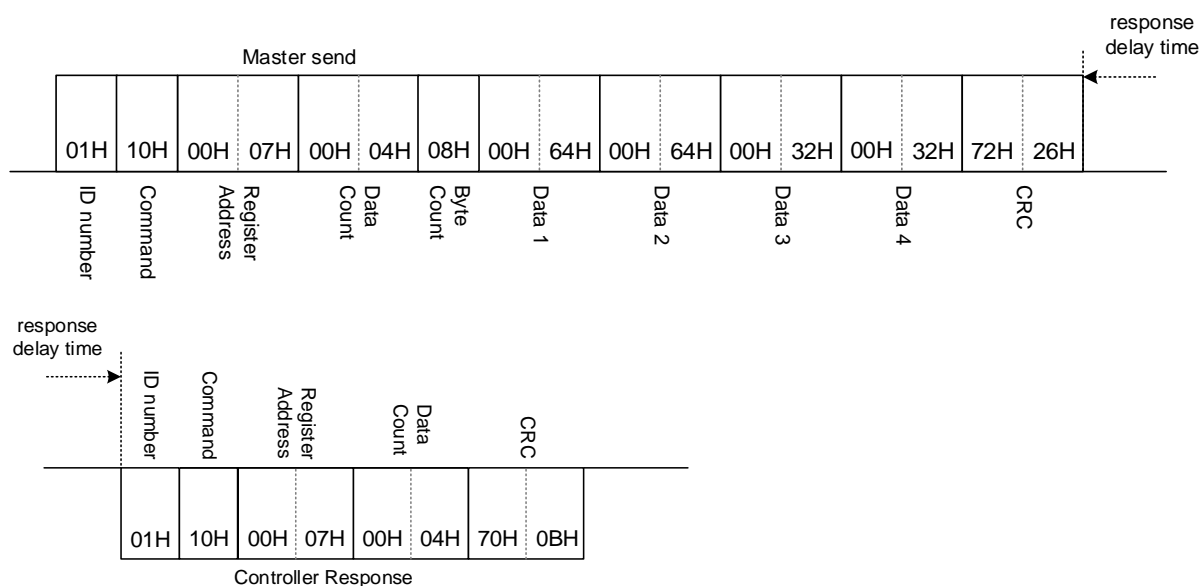 response
delay time
Master send
01H 10H 00H 07H 00H 04H 08H 00H 64H 00H 64H 00H 32H 00H 32H 72H 26H
ID number
Command
Register
Address
Data
Count
Byte
Count
Data 1
Data 2
Data 3
Data 4
CRC
response
delay time
ID number
Command
Register
Address
Data
Count
CRC
01H 10H 00H 07H 00H 04H 70H 0BH
Controller Response